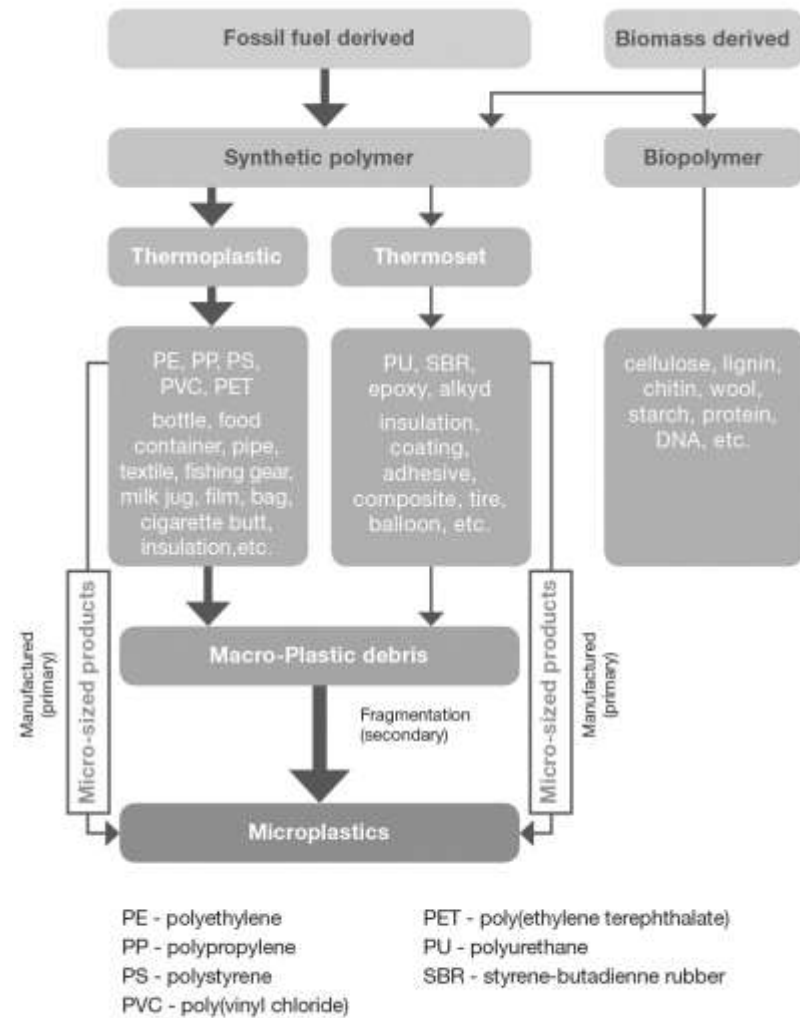 Fossil fuel derived
Biomass derived
Synthetic polymer
Biopolymer
Thermoplastic
Thermoset
PE, PP, PS,
PVC, PET
bottle, food
container, pipe,
textile, fishing gear,
milk jug, film, bag,
cigarette butt,
insulation,etc.
PU, SBR,
epoxy, alkyd
insulation,
coating,
adhesive,
composite, tire,
balloon, etc.
cellulose, lignin,
chitin, wool,
starch, protein,
DNA, etc.
Manufactured
(primary)
Micro-sized products
Macro-Plastic debris
Fragmentation
(secondary)
Micro-sized products
Manufactured
(primary)
Microplastics
PE - polyethylene
PP - polypropylene
PS - polystyrene
PVC - poly(vinyl chloride)
PET - poly(ethylene terephthalate)
PU - polyurethane
SBR - styrene-butadienne rubber